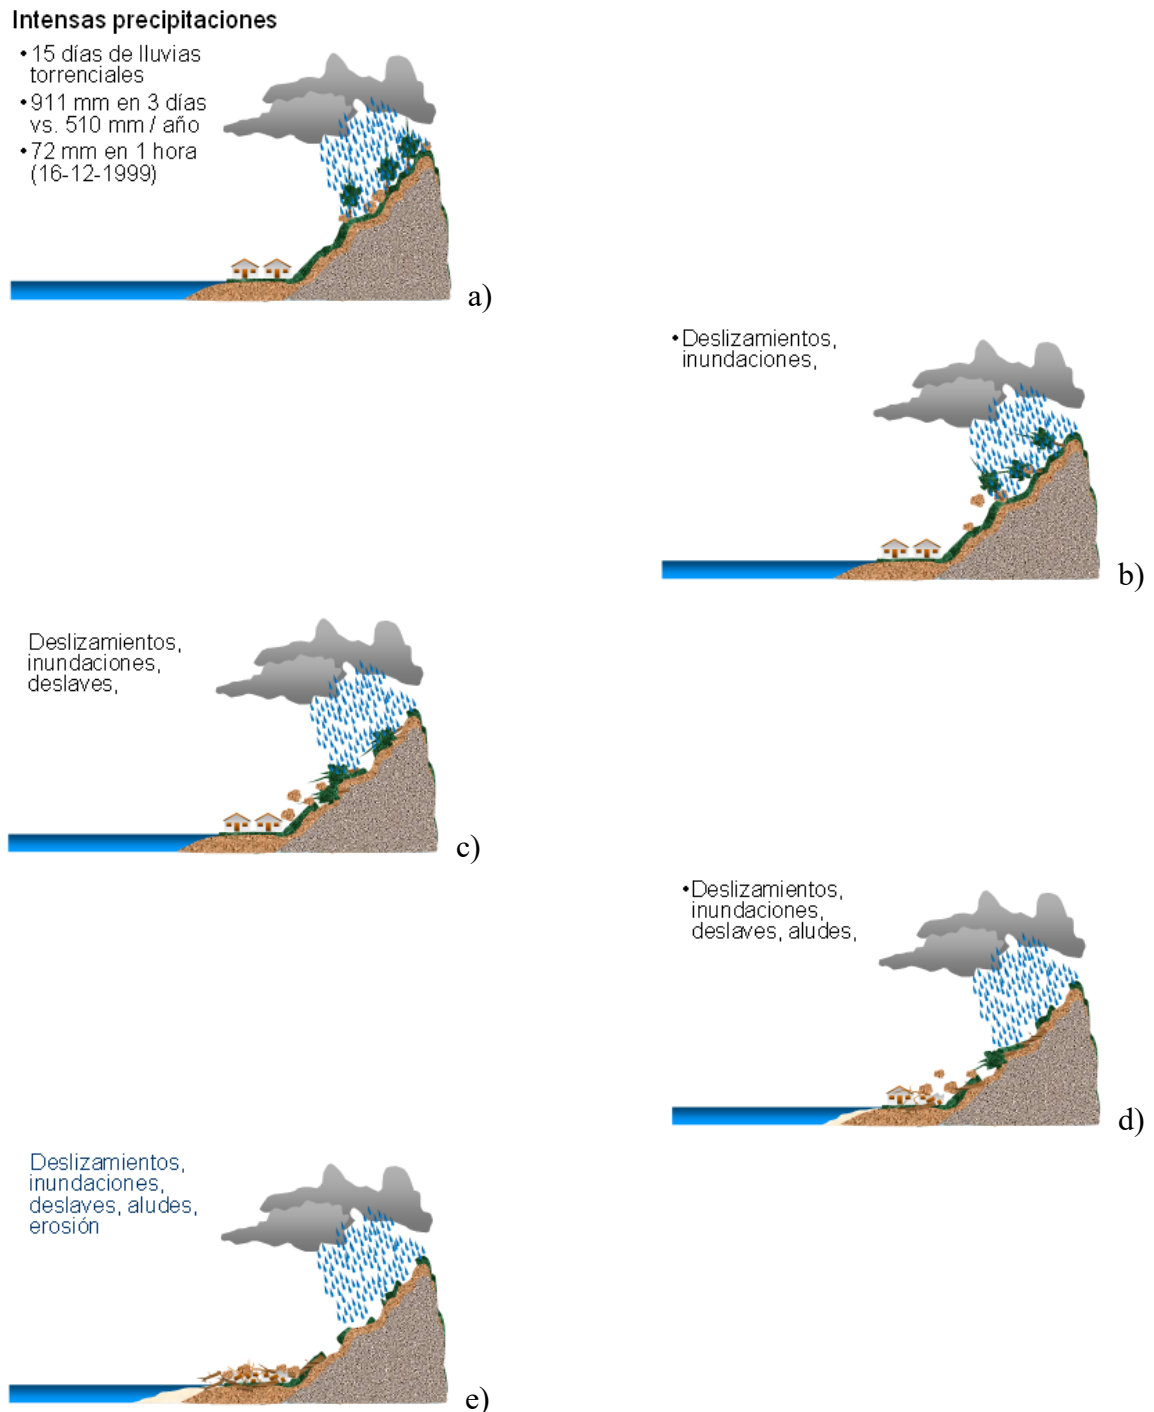 Intensas precipitaciones
• 15 días de lluvias
torrenciales
• 911 mm en 3 días
vs. 510 mm / año
• 72 mm en 1 hora
(16-12-1999)
a)
• Deslizamientos,
inundaciones,
b)
Deslizamientos,
inundaciones,
deslaves,
c)
• Deslizamientos,
inundaciones,
deslaves, aludes,
d)
Deslizamientos,
inundaciones,
deslaves, aludes,
erosión
e)